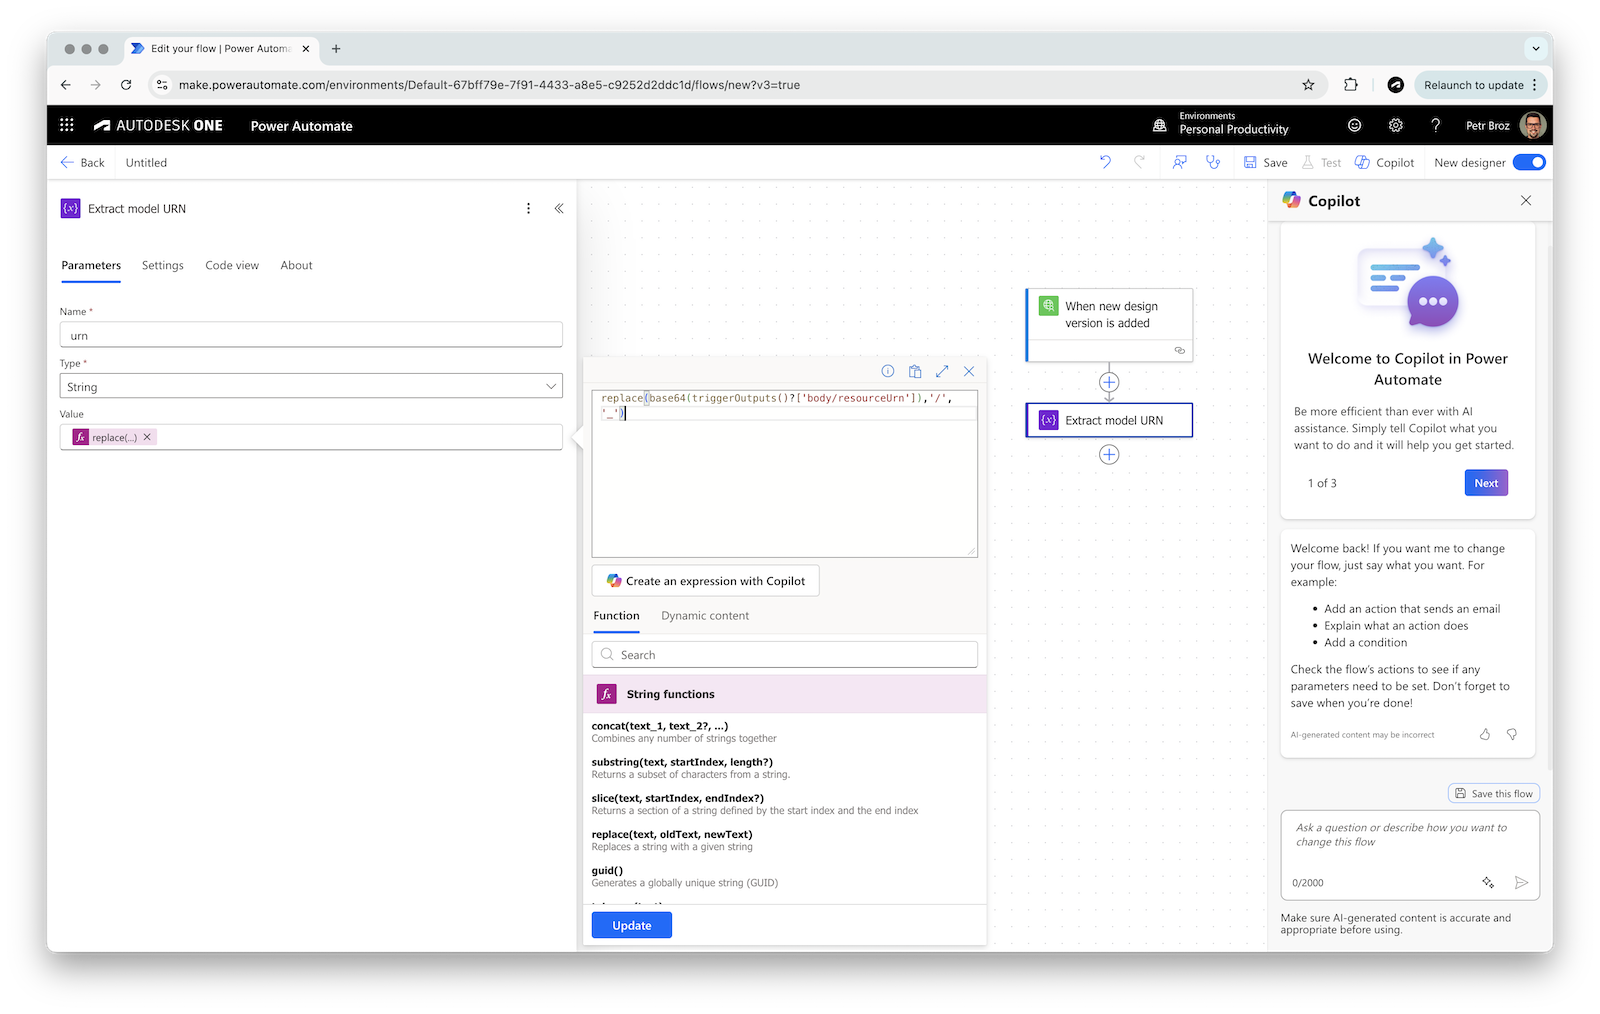 Edit your flow | Power Automa
make.powerautomate.com/environments/Default-67bff79e-7f91-4433-a8e5-c9252d2ddc1d/flows/new?v3=true
Relaunch to update
AUTODESK ONE
Power Automate
Environments
Personal Productivity
?
Petr Broz
Back
Untitled
Save
Test
Copilot
New designer
{x}
Extract model URN
Parameters
Settings
Code view
About
Name *
urn
Type *
String
Value
fx
replace(...)
replace(base64(triggerOutputs()?['body/resourceUrn']),'/',
'_')
Create an expression with Copilot
Function
Dynamic content
Search
fx
String functions
concat(text_1, text_2?, ...)
Combines any number of strings together
substring(text, startIndex, length?)
Returns a subset of characters from a string.
slice(text, startIndex, endIndex?)
Returns a section of a string defined by the start index and the end index
replace(text, oldText, newText)
Replaces a string with a given string
guid()
Generates a globally unique string (GUID)
Update
When new design
version is added
{x}
Extract model URN
Copilot
Welcome to Copilot in Power
Automate
Be more efficient than ever with AI
assistance. Simply tell Copilot what you
want to do and it will help you get started.
1 of 3
Next
Welcome back! If you want me to change
your flow, just say what you want. For
example:
• Add an action that sends an email
• Explain what an action does
• Add a condition
Check the flow's actions to see if any
parameters need to be set. Don't forget to
save when you're done!
AI-generated content may be incorrect
Save this flow
Ask a question or describe how you want to
change this flow
0/2000
Make sure AI-generated content is accurate and
appropriate before using.